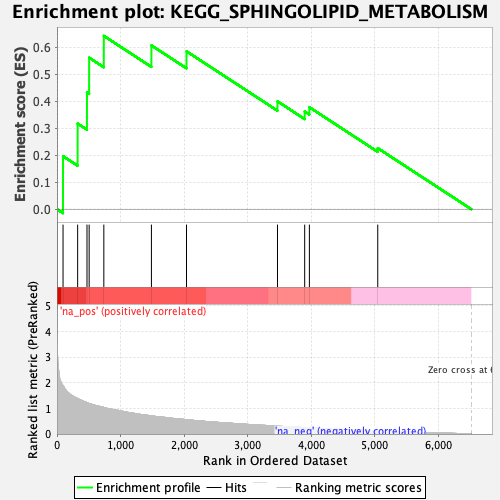 Enrichment plot: KEGG_SPHINGOLIPID_METABOLISM
Enrichment score (ES)
0.6
0.5
0.4
0.3
0.2
0.1
0.0
'na_pos' (positively correlated)
Ranked list metric (PreRanked)
5
4
3
2
1
0
Zero cross at 6
'na_neg' (negatively correlated)
0 1,000 2,000 3,000 4,000 5,000 6,000
Rank in Ordered Dataset
Enrichment profile Hits Ranking metric scores